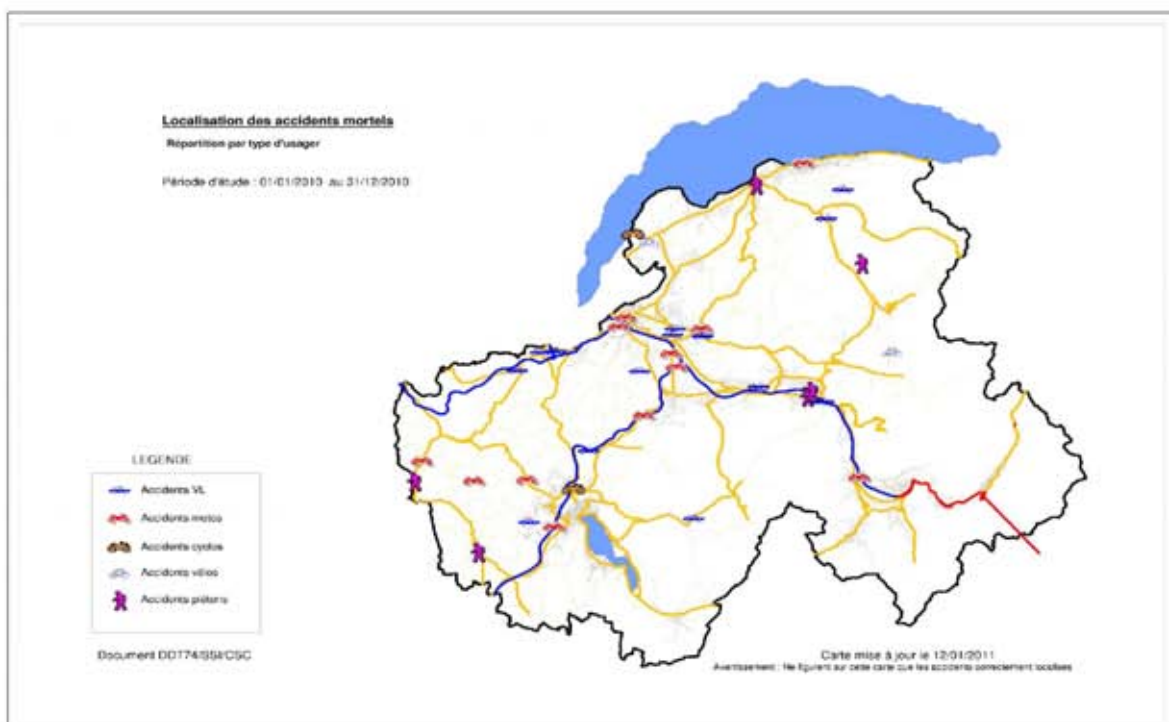 Localisation des accidents mortels
Répartition par type d'usager
Période d'étude : 01/01/2010 au 31/12/2010
LEGENDE
Accidents VL
Accidents motos
Accidents cyclos
Accidents vélos
Accidents piétons
Document DDT74/SSI/CSC
Carte mise à jour le 12/01/2011
Avertissement : Ne figurent sur cette carte que les accidents correctement localisés